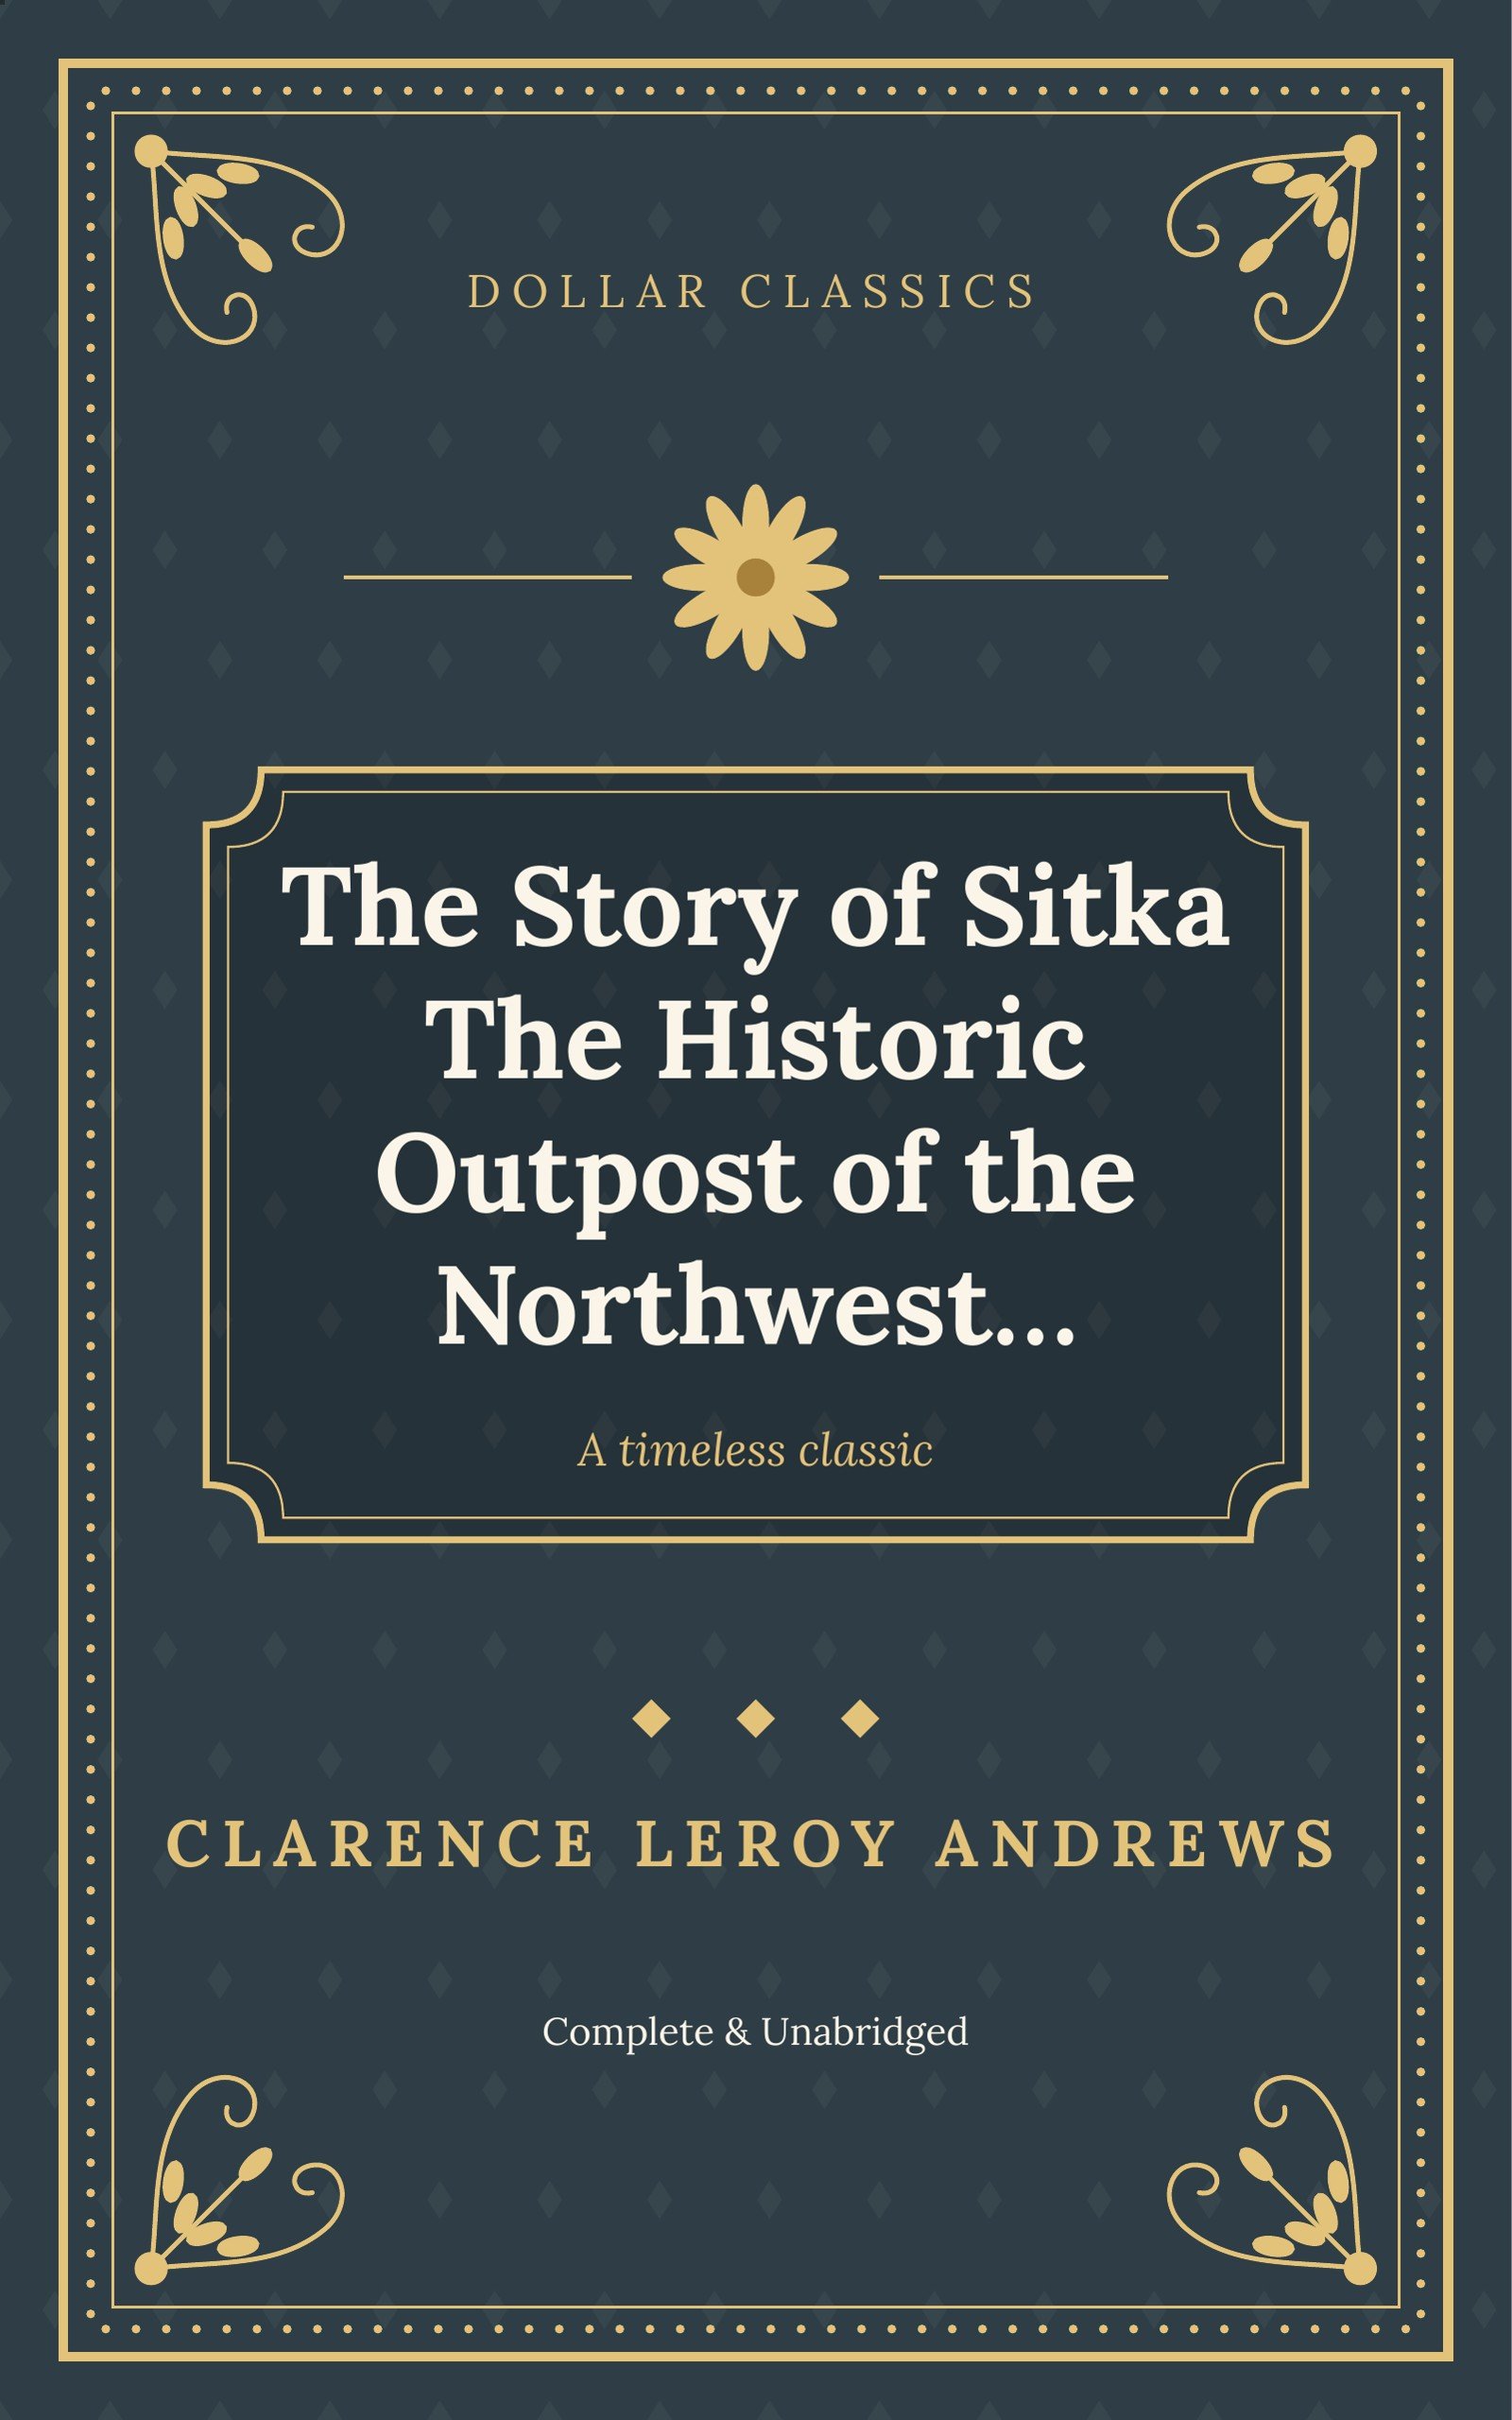 DOLLAR CLASSICS
The Story of Sitka
The Historic
Outpost of the
Northwest...
A timeless classic
CLARENCE LEROY ANDREWS
Complete & Unabridged